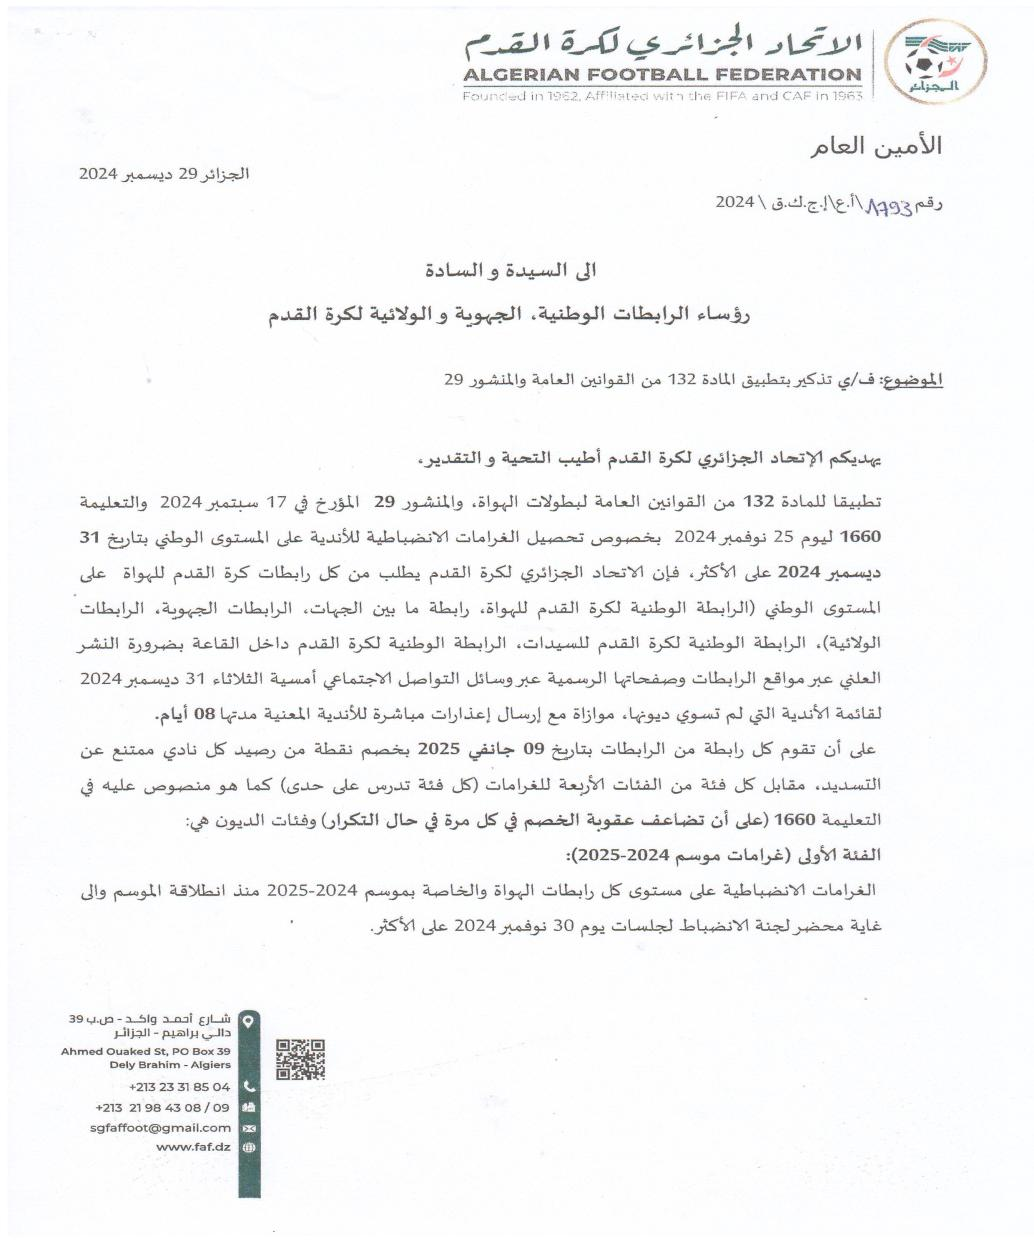 الاتحاد الجزائري لكرة القدم
ALGERIAN FOOTBALL FEDERATION
Founded in 1962, Affiliated with the FIFA and CAF in 1963
FAF
الجزائر
الأمين العام
الجزائر 29 ديسمبر 2024
رقم 1793\أ.ع\إ.ج.ك.ق \ 2024
الى السيدة و السادة
رؤساء الرابطات الوطنية، الجهوية و الولائية لكرة القدم
الموضوع: ف/ي تذكير بتطبيق المادة 132 من القوانين العامة والمنشور 29
يهديكم الإتحاد الجزائري لكرة القدم أطيب التحية و التقدير،
تطبيقا للمادة 132 من القوانين العامة لبطولات الهواة، والمنشور 29 المؤرخ في 17 سبتمبر 2024 والتعليمة
1660 ليوم 25 نوفمبر 2024 بخصوص تحصيل الغرامات الانضباطية للأندية على المستوى الوطني بتاريخ 31
ديسمبر 2024 على الأكثر، فإن الاتحاد الجزائري لكرة القدم يطلب من كل رابطات كرة القدم للهواة على
المستوى الوطني (الرابطة الوطنية لكرة القدم للهواة، رابطة ما بين الجهات، الرابطات الجهوية، الرابطات
الولائية)، الرابطة الوطنية لكرة القدم للسيدات، الرابطة الوطنية لكرة القدم داخل القاعة بضرورة النشر
العلني عبر مواقع الرابطات وصفحاتها الرسمية عبر وسائل التواصل الاجتماعي أمسية الثلاثاء 31 ديسمبر 2024
لقائمة الأندية التي لم تسوي ديونها، موازاة مع إرسال إعذارات مباشرة للأندية المعنية مدتها 08 أيام.
على أن تقوم كل رابطة من الرابطات بتاريخ 09 جانفي 2025 بخصم نقطة من رصيد كل نادي ممتنع عن
التسديد، مقابل كل فئة من الفئات الأربعة للغرامات (كل فئة تدرس على حدى) كما هو منصوص عليه في
التعليمة 1660 (على أن تضاعف عقوبة الخصم في كل مرة في حال التكرار) وفئات الديون هي:
الفئة الأولى (غرامات موسم 2024-2025):
الغرامات الانضباطية على مستوى كل رابطات الهواة والخاصة بموسم 2024-2025 منذ انطلاقة الموسم والى
غاية محضر لجنة الانضباط لجلسات يوم 30 نوفمبر 2024 على الأكثر.
شارع أحمد واكد - ص.ب 39
دالي براهيم - الجزائر
Ahmed Ouaked St, PO Box 39
Dely Brahim - Algiers
+213 23 31 85 04
+213 21 98 43 08 / 09
sgfaffoot@gmail.com
www.faf.dz